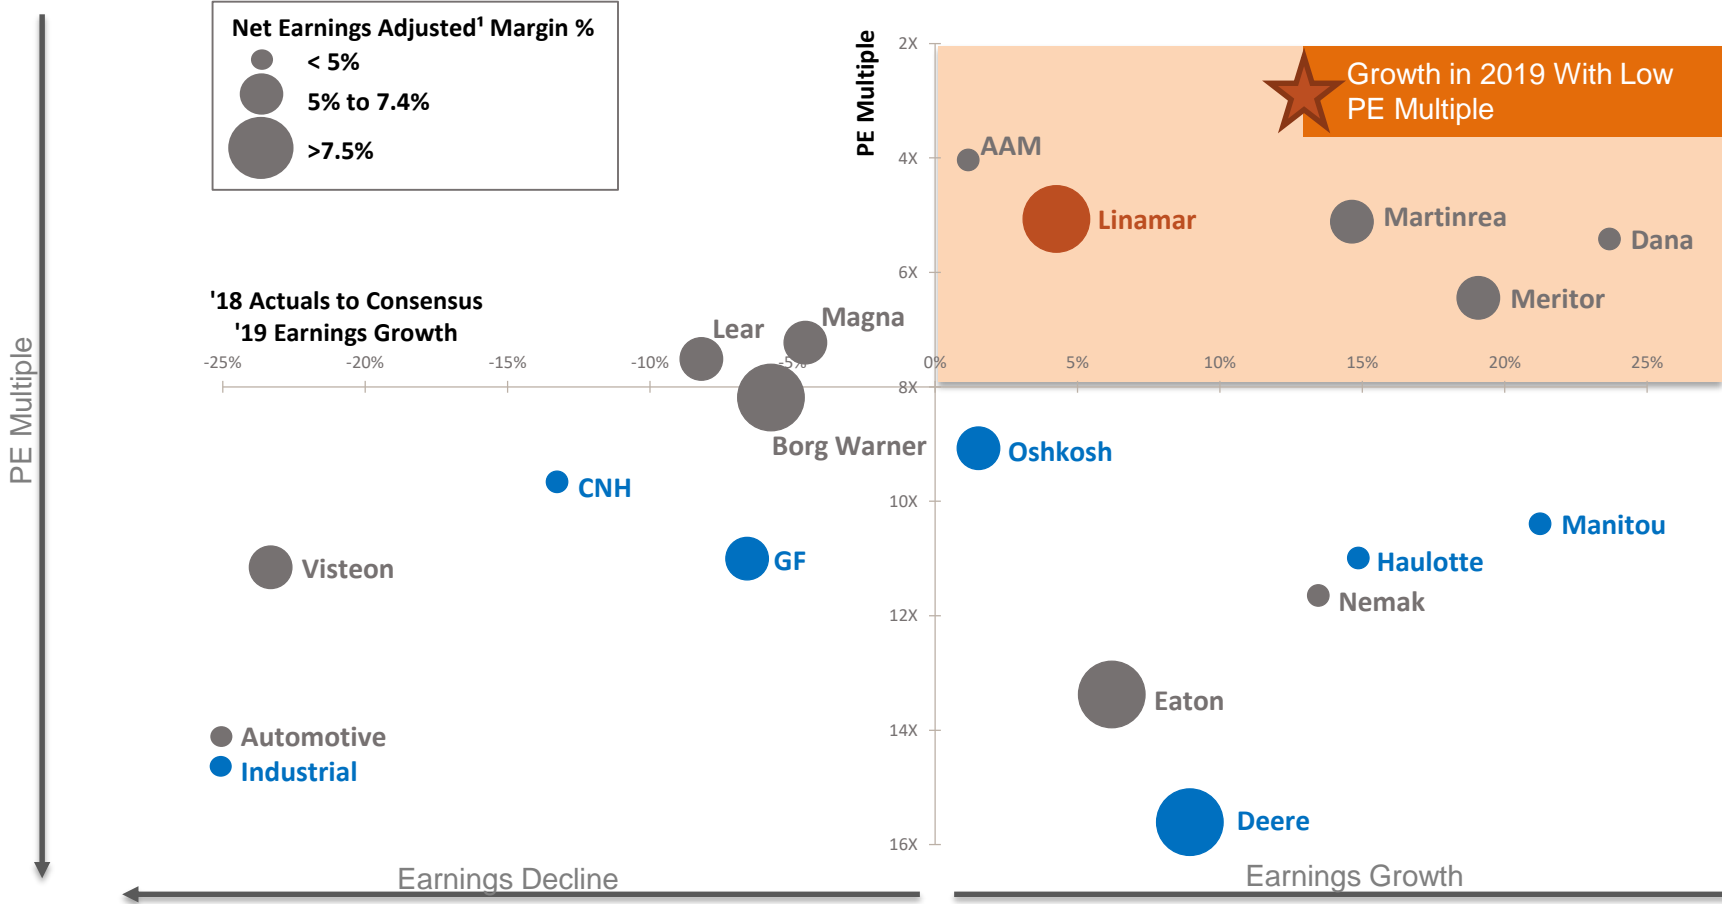 Net Earnings Adjusted¹ Margin %
< 5%
5% to 7.4%
>7.5%
PE Multiple
2X
Growth in 2019 With Low
PE Multiple
AAM
4X
Linamar
Martinrea
Dana
6X
Meritor
'18 Actuals to Consensus
'19 Earnings Growth
Lear
Magna
-25%
-20%
-15%
-10%
-5%
0%
5%
10%
15%
20%
25%
8X
PE Multiple
Borg Warner
Oshkosh
CNH
10X
Manitou
GF
Haulotte
Visteon
Nemak
12X
Eaton
14X
Automotive
Industrial
Deere
16X
Earnings Decline
Earnings Growth